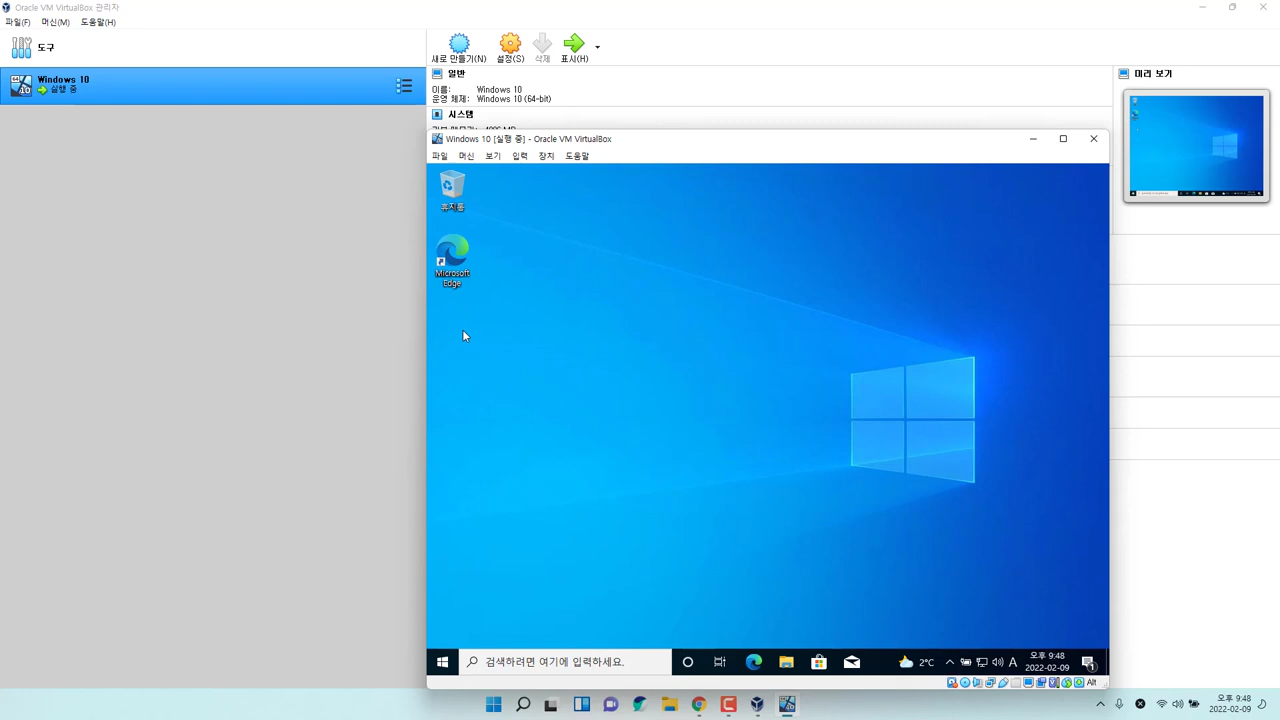 Oracle VM VirtualBox 관리자
파일(F) 머신(M) 도움말(H)
도구
Windows 10
실행 중
새로 만들기(N) 설정(S) 삭제 표시(H)
일반
이름: Windows 10
운영 체제: Windows 10 (64-bit)
시스템
미리 보기
Windows 10 [실행 중] - Oracle VM VirtualBox
파일 머신 보기 입력 장치 도움말
휴지통
Microsoft
Edge
검색하려면 여기에 입력하세요.
2°C
A
오후 9:48
2022-02-09
1
Alt
오후 9:48
2022-02-09